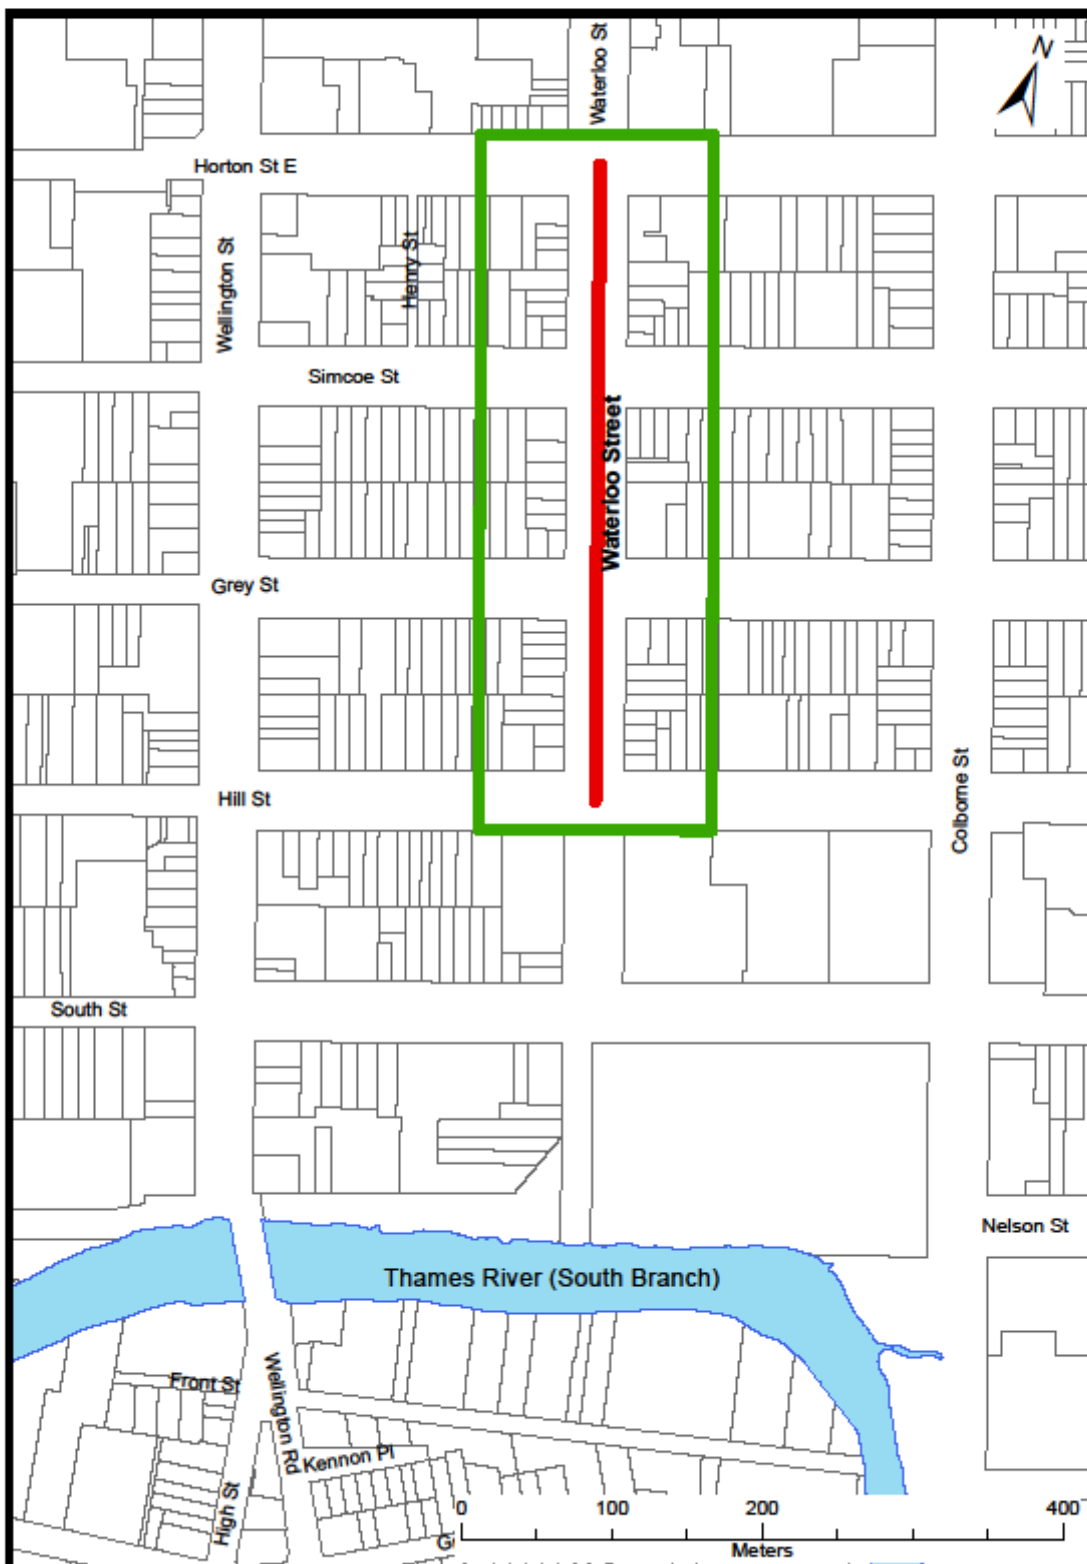 Waterloo St
N
Horton St E
Wellington St
Henry St
Simcoe St
Waterloo Street
Grey St
Hill St
Colborne St
South St
Nelson St
Thames River (South Branch)
Front St
Wellington Rd
Kennon Pl
High St
0 100 200 400
Meters